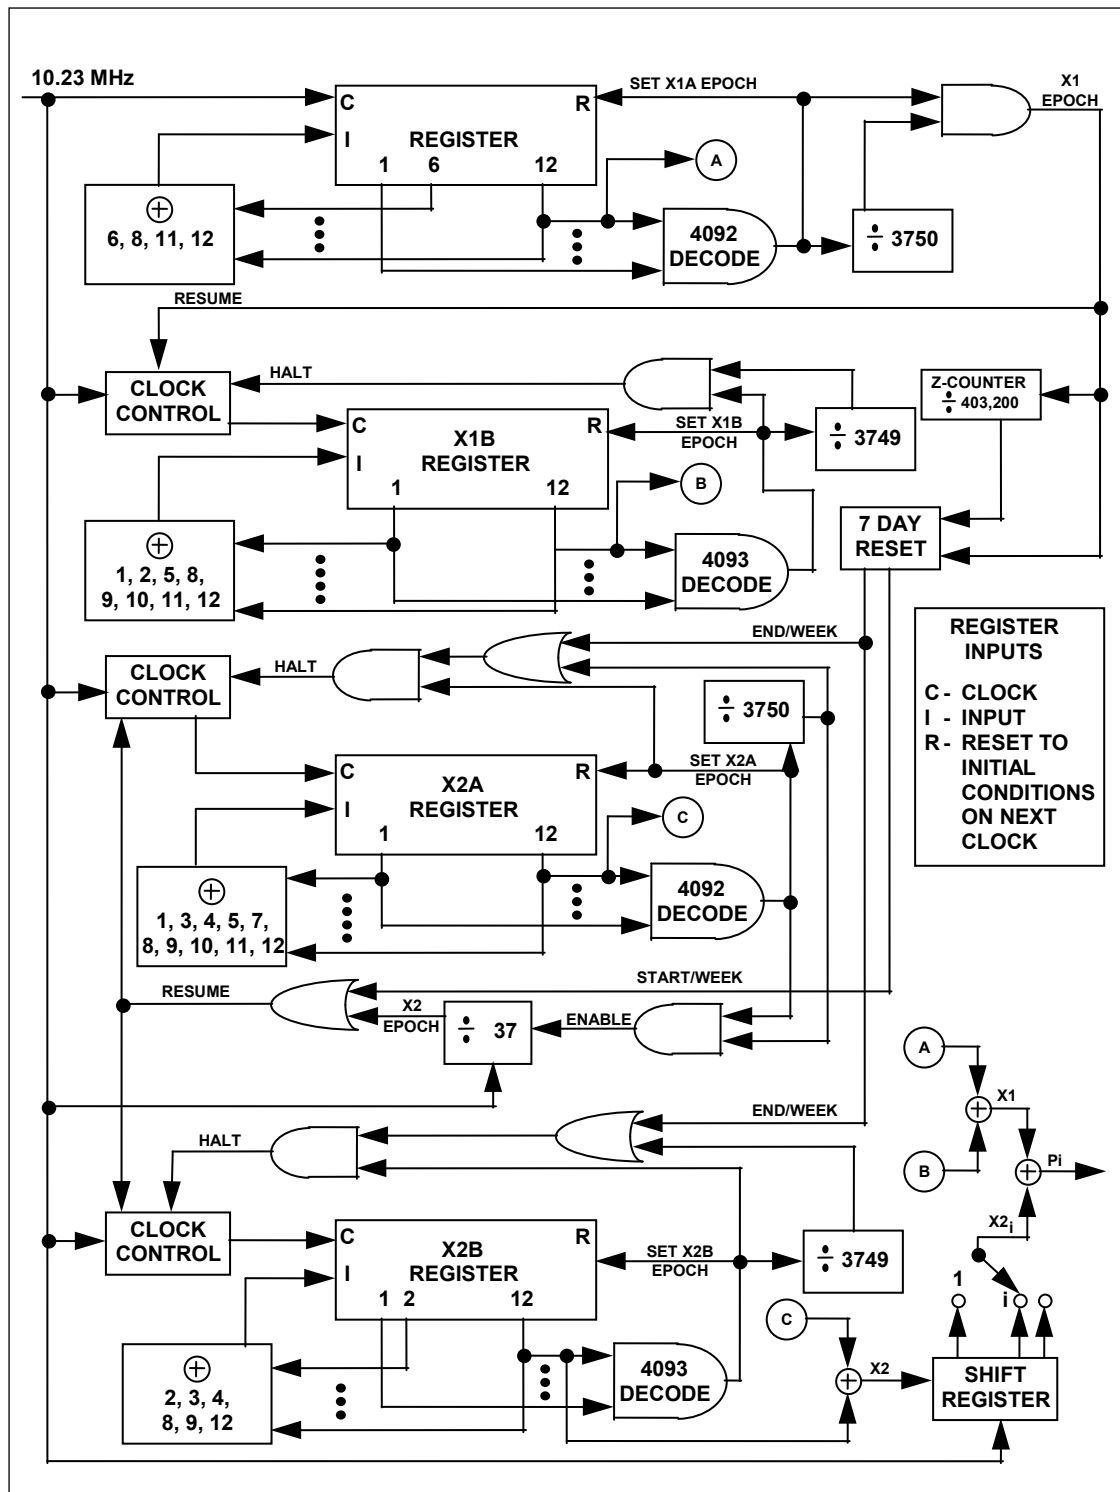 10.23 MHz
C
R
SET X1A EPOCH
X1
EPOCH
I
REGISTER
1 6 12
A
6, 8, 11, 12
4092
DECODE
÷ 3750
RESUME
CLOCK
CONTROL
HALT
Z-COUNTER
÷ 403,200
C
R
SET X1B
EPOCH
÷ 3749
X1B
REGISTER
I
1 12
B
7 DAY
RESET
1, 2, 5, 8,
9, 10, 11, 12
4093
DECODE
REGISTER
INPUTS
C - CLOCK
I - INPUT
R - RESET TO
INITIAL
CONDITIONS
ON NEXT
CLOCK
END/WEEK
CLOCK
CONTROL
HALT
÷ 3750
C
R
SET X2A
EPOCH
X2A
REGISTER
I
1 12
C
1, 3, 4, 5, 7,
8, 9, 10, 11, 12
4092
DECODE
START/WEEK
RESUME
X2
EPOCH
÷ 37
ENABLE
A
X1
B
Pi
X2i
END/WEEK
HALT
CLOCK
CONTROL
C
R
SET X2B
EPOCH
÷ 3749
X2B
REGISTER
I
1 2 12
1
i
C
X2
SHIFT
REGISTER
2, 3, 4,
8, 9, 12
4093
DECODE